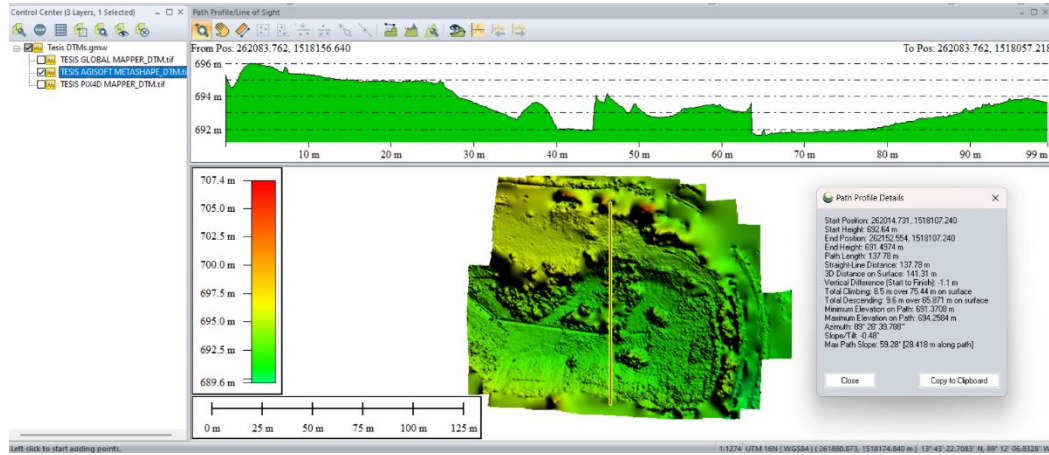 Control Center (3 Layers, 1 Selected)
Tesis DTMs.gmw
TESIS GLOBAL MAPPER_DTM.tif
TESIS AGISOFT METASHAPE_DTM.ti
TESIS PIX4D MAPPER_DTM.tif
Path Profile/Line of Sight
From Pos: 262083.762, 1518156.640
To Pos: 262083.762, 1518057.218
696 m
694 m
692 m
10 m 20 m 30 m 40 m 50 m 60 m 70 m 80 m 90 m 99 m
707.4 m
705.0 m
702.5 m
700.0 m
697.5 m
695.0 m
692.5 m
689.6 m
0 m 25 m 50 m 75 m 100 m 125 m
Path Profile Details
Start Position: 262014.731, 1518107.240
Start Height: 692.64 m
End Position: 262152.554, 1518107.240
End Height: 691.4974 m
Path Length: 137.78 m
Straight-Line Distance: 137.78 m
3D Distance on Surface: 141.31 m
Vertical Difference (Start to Finish): -1.1 m
Total Climbing: 8.5 m over 75.44 m on surface
Total Descending: 9.6 m over 65.871 m on surface
Minimum Elevation on Path: 691.3708 m
Maximum Elevation on Path: 694.2584 m
Azimuth: 89° 28' 39.788"
Slope/Tilt: -0.48°
Max Path Slope: 59.28° [28.418 m along path]
Close
Copy to Clipboard
Left click to start adding points.
1:1274 UTM 16N (WGS84) ( 261880.873, 1518174.840 m ) 13° 43' 22.7083" N, 89° 12' 06.8328" W